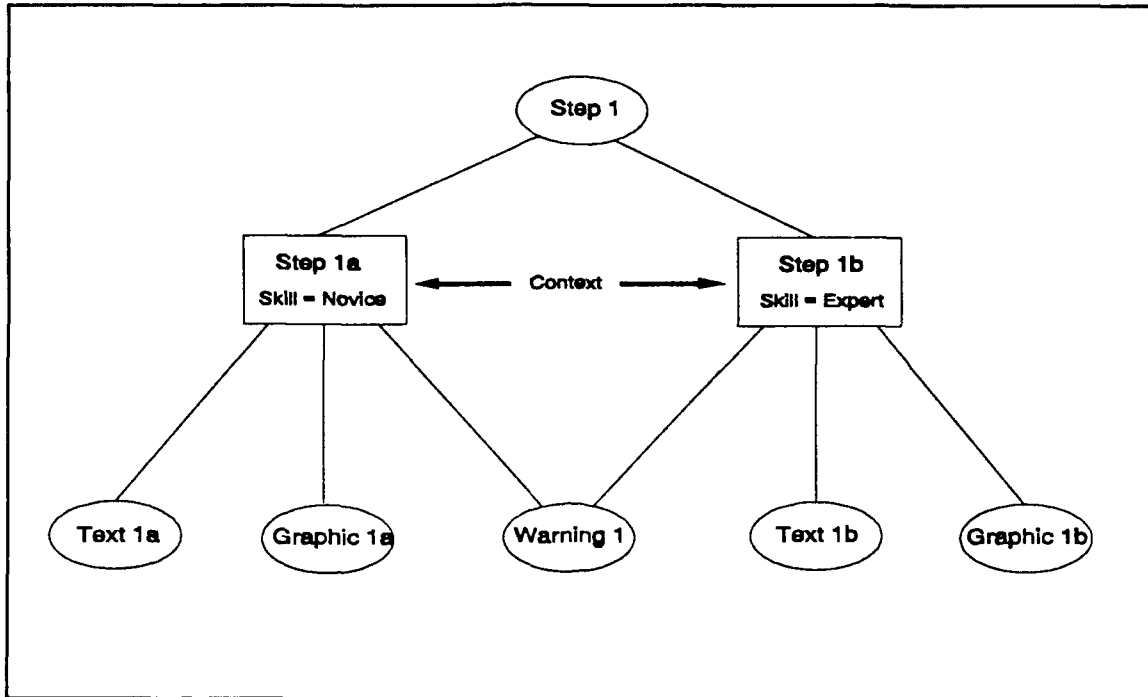 Step 1
Step 1a
Skill = Novice
Context
Step 1b
Skill = Expert
Text 1a
Graphic 1a
Warning 1
Text 1b
Graphic 1b